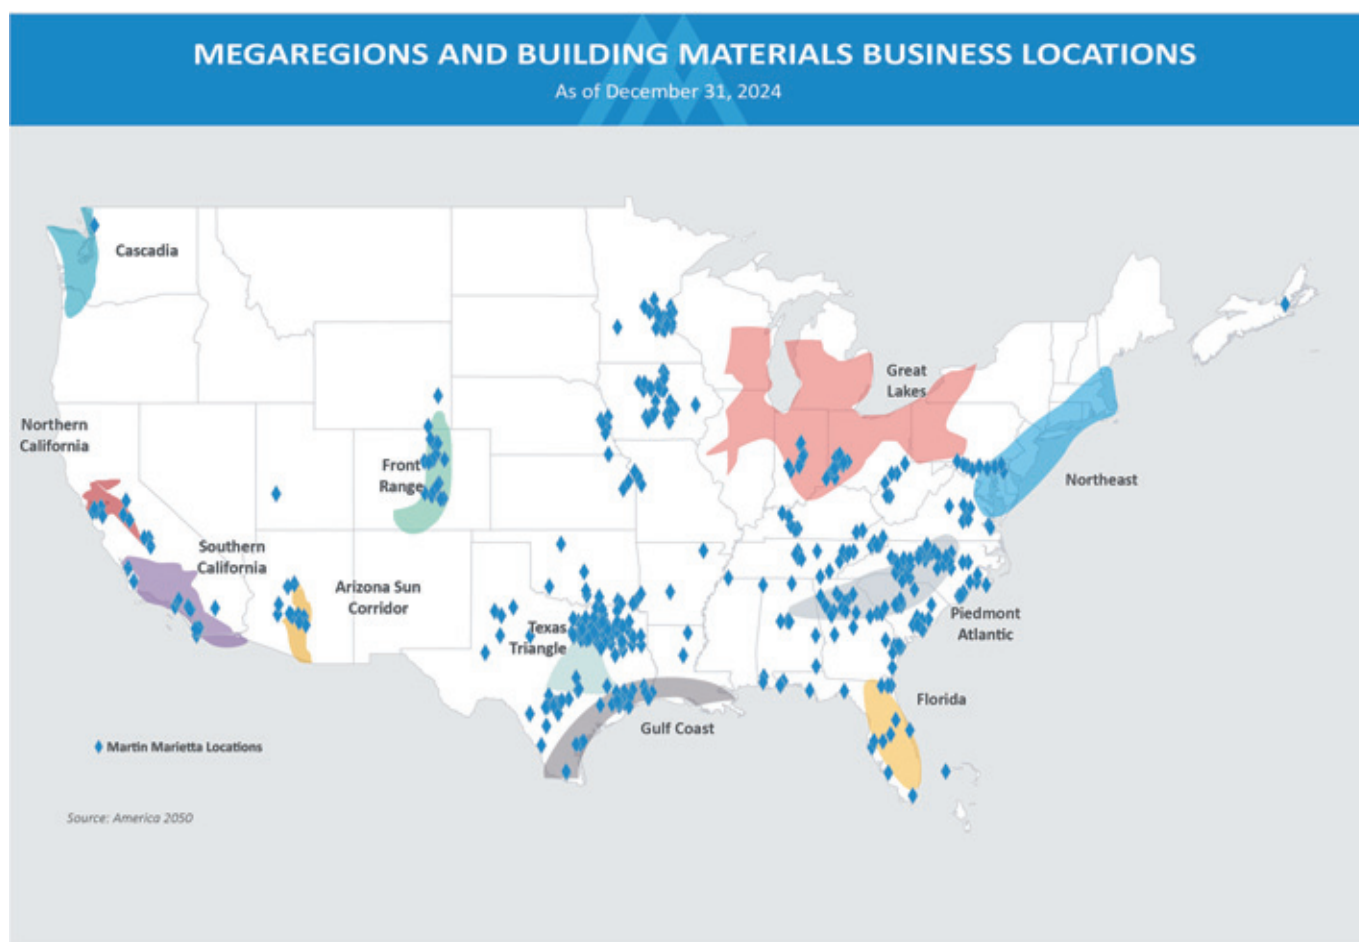 MEGAREGIONS AND BUILDING MATERIALS BUSINESS LOCATIONS
As of December 31, 2024
Cascadia
Great
Lakes
Northern
California
Front
Range
Northeast
Southern
California
Arizona Sun
Corridor
Piedmont
Atlantic
Texas
Triangle
Florida
Gulf Coast
Martin Marietta Locations
Source: America 2050